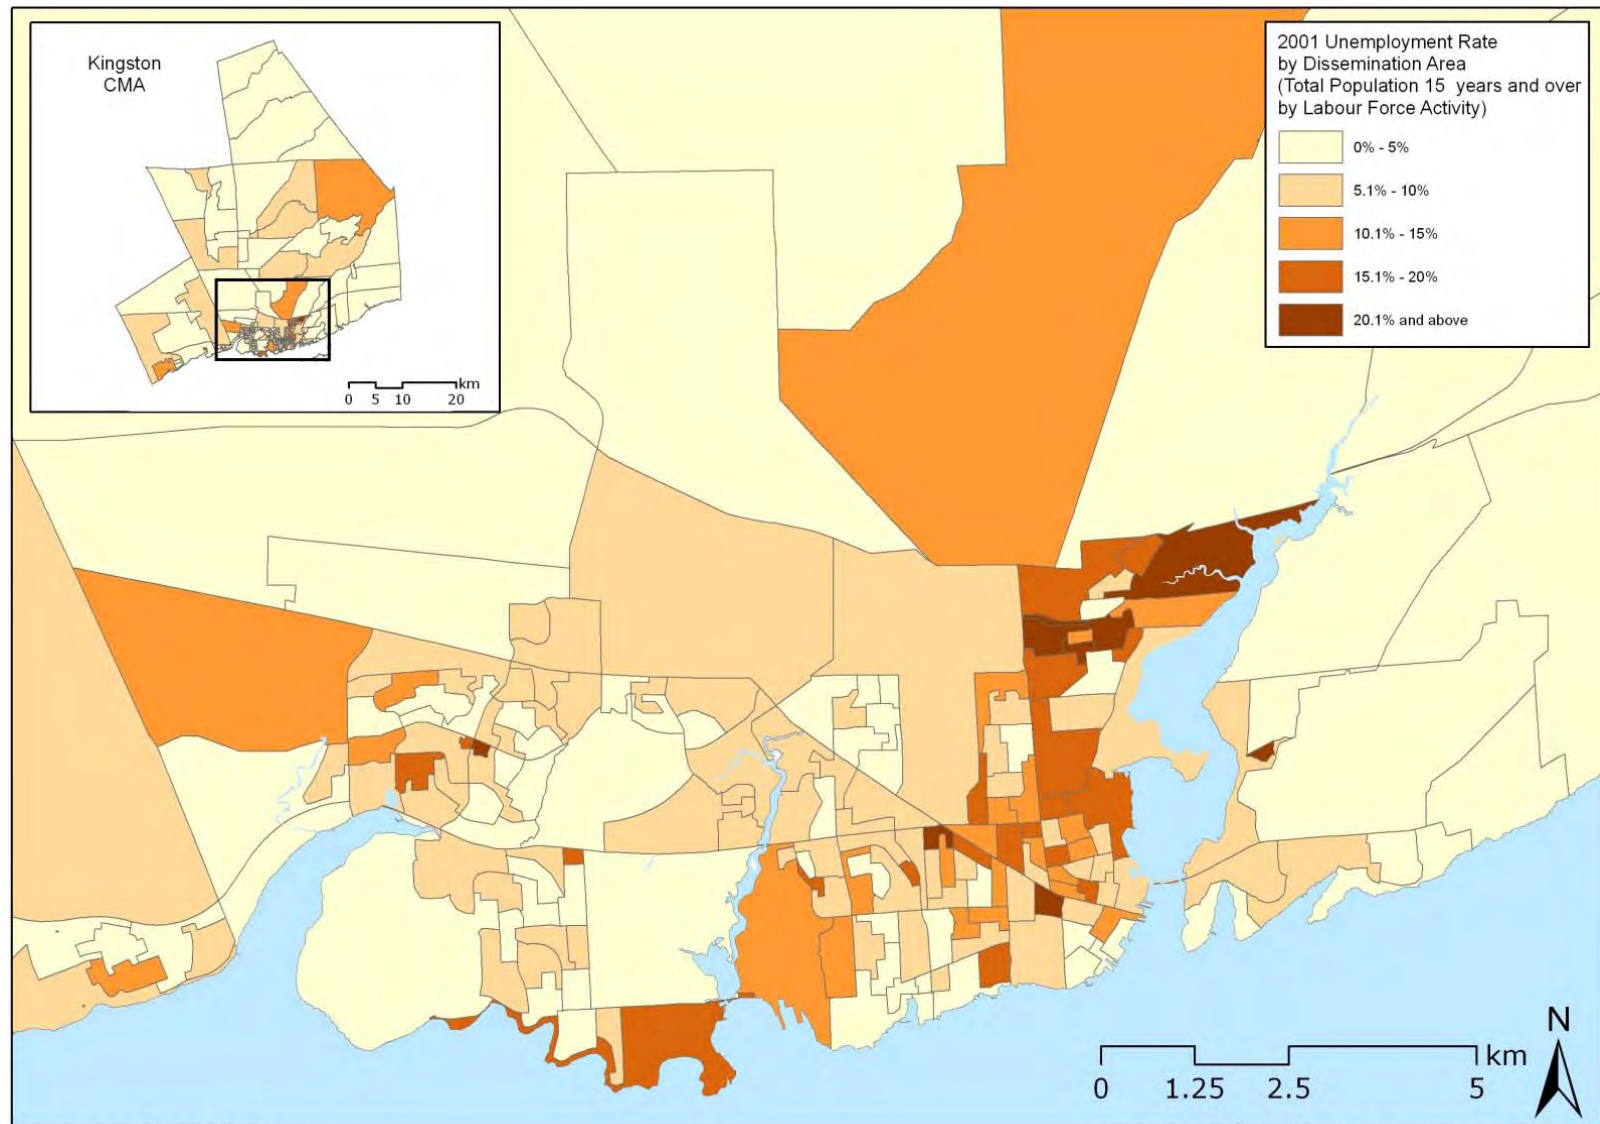 Kingston
CMA
km
0 5 10 20
2001 Unemployment Rate
by Dissemination Area
(Total Population 15 years and over
by Labour Force Activity)
0% - 5%
5.1% - 10%
10.1% - 15%
15.1% - 20%
20.1% and above
N
km
0 1.25 2.5 5